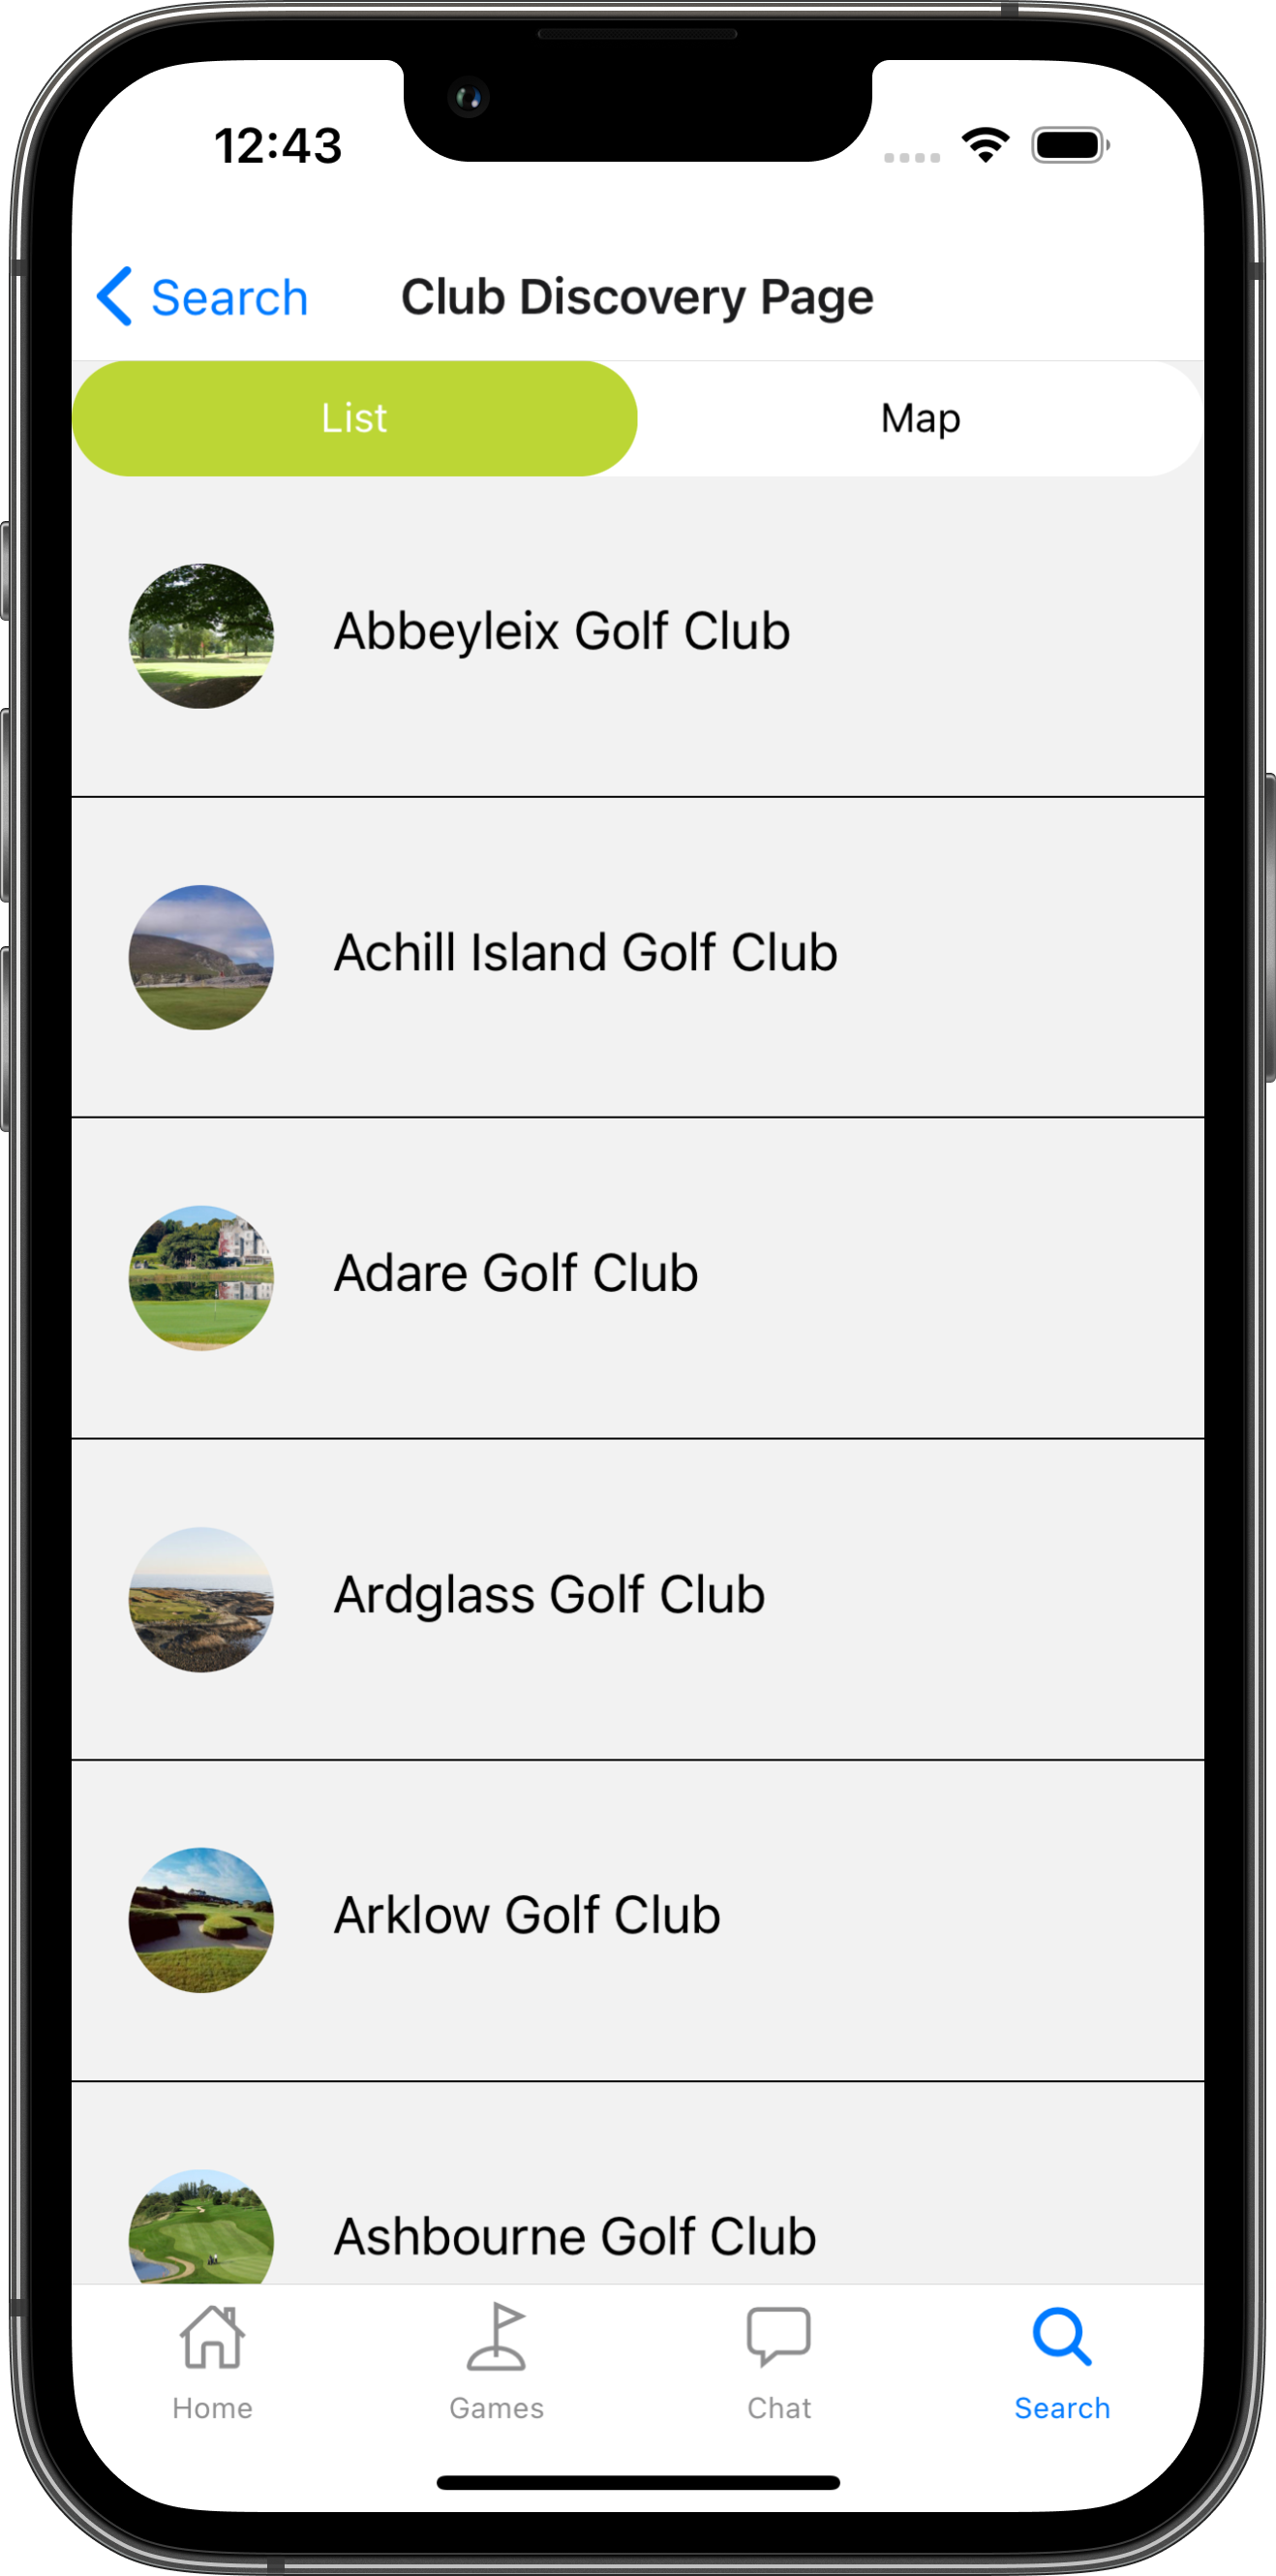 12:43
Search
Club Discovery Page
List
Map
Abbeyleix Golf Club
Achill Island Golf Club
Adare Golf Club
Ardglass Golf Club
Arklow Golf Club
Ashbourne Golf Club
Home
Games
Chat
Search